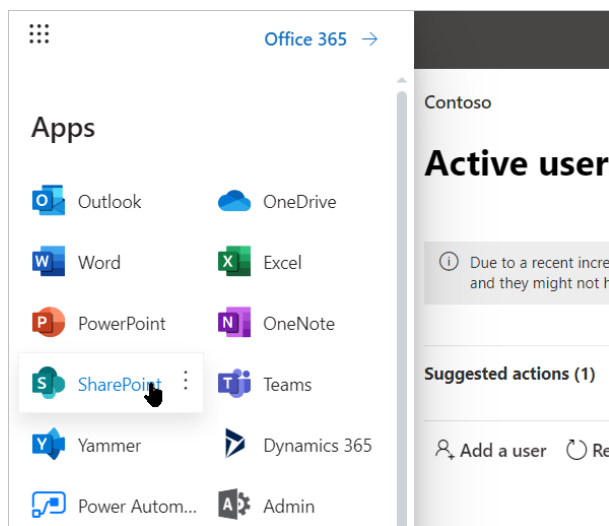 Office 365 →
Contoso
Apps
Active user
Outlook
OneDrive
Due to a recent incre
and they might not h
Word
Excel
PowerPoint
OneNote
Suggested actions (1)
SharePoint
Teams
Yammer
Dynamics 365
Add a user
Re
Power Autom...
Admin